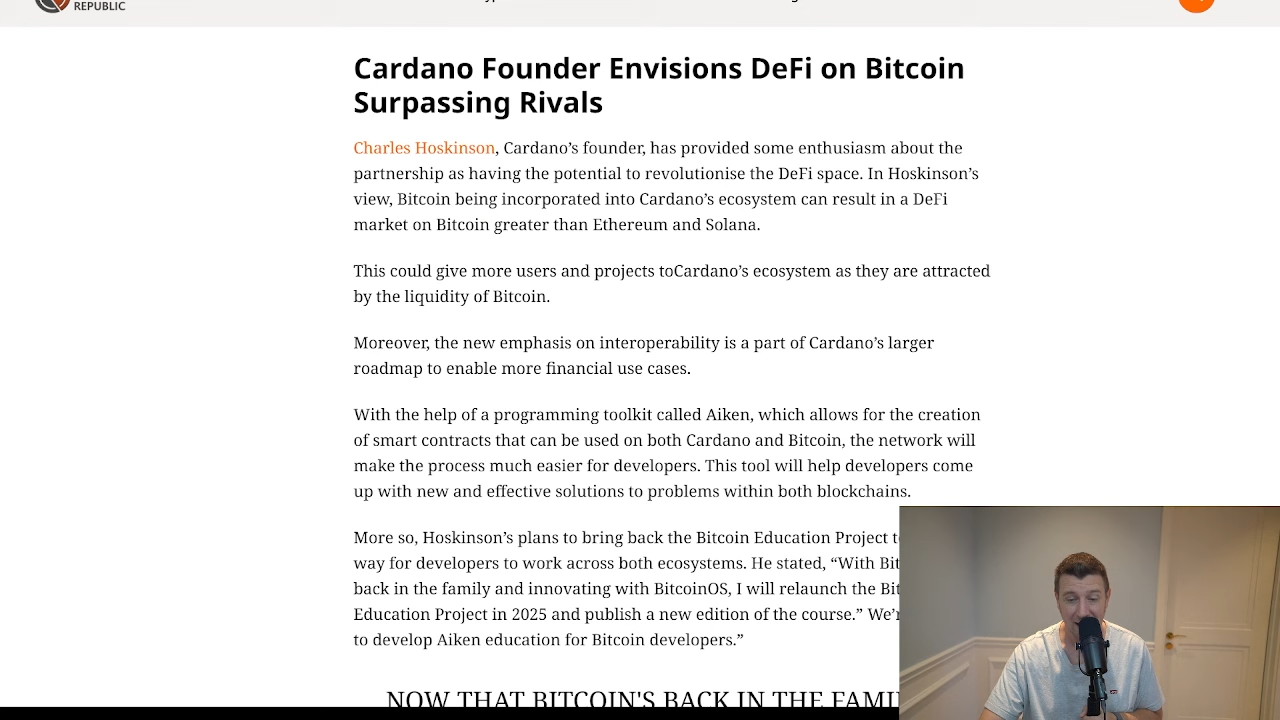 REPUBLIC
Cardano Founder Envisions DeFi on Bitcoin
Surpassing Rivals
Charles Hoskinson, Cardano’s founder, has provided some enthusiasm about the
partnership as having the potential to revolutionise the DeFi space. In Hoskinson’s
view, Bitcoin being incorporated into Cardano’s ecosystem can result in a DeFi
market on Bitcoin greater than Ethereum and Solana.
This could give more users and projects toCardano’s ecosystem as they are attracted
by the liquidity of Bitcoin.
Moreover, the new emphasis on interoperability is a part of Cardano’s larger
roadmap to enable more financial use cases.
With the help of a programming toolkit called Aiken, which allows for the creation
of smart contracts that can be used on both Cardano and Bitcoin, the network will
make the process much easier for developers. This tool will help developers come
up with new and effective solutions to problems within both blockchains.
More so, Hoskinson’s plans to bring back the Bitcoin Education Project
way for developers to work across both ecosystems. He stated, “With
back in the family and innovating with BitcoinOS, I will relaunch the
Education Project in 2025 and publish a new edition of the course.”
to develop Aiken education for Bitcoin developers.”
NOW THAT BITCOIN'S BACK IN THE